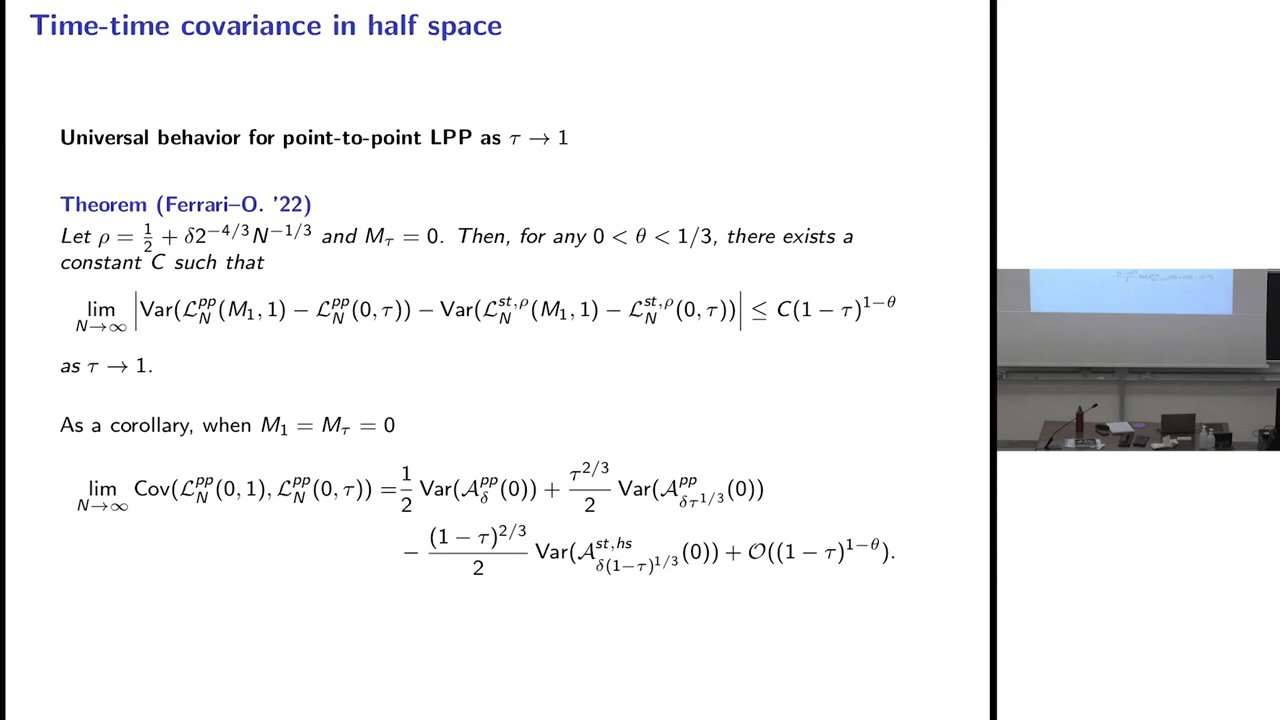 Time-time covariance in half space
Universal behavior for point-to-point LPP as τ → 1
Theorem (Ferrari–O. '22)
Let ρ = 1/2 + δ2^{−4/3}N^{−1/3} and M_τ = 0. Then, for any 0 < θ < 1/3, there exists a
constant C such that
lim_{N→∞} |Var(ℒ_N^{pp}(M_1, 1) − ℒ_N^{pp}(0, τ)) − Var(ℒ_N^{st,ρ}(M_1, 1) − ℒ_N^{st,ρ}(0, τ))| ≤ C(1 − τ)^{1−θ}
as τ → 1.
As a corollary, when M_1 = M_τ = 0
lim_{N→∞} Cov(ℒ_N^{pp}(0, 1), ℒ_N^{pp}(0, τ)) = 1/2 Var(𝒜_δ^{pp}(0)) + τ^{2/3}/2 Var(𝒜_{δτ^{1/3}}^{pp}(0))
− (1 − τ)^{2/3}/2 Var(𝒜_{δ(1−τ)^{1/3}}^{st,hs}(0)) + 𝒪((1 − τ)^{1−θ}).